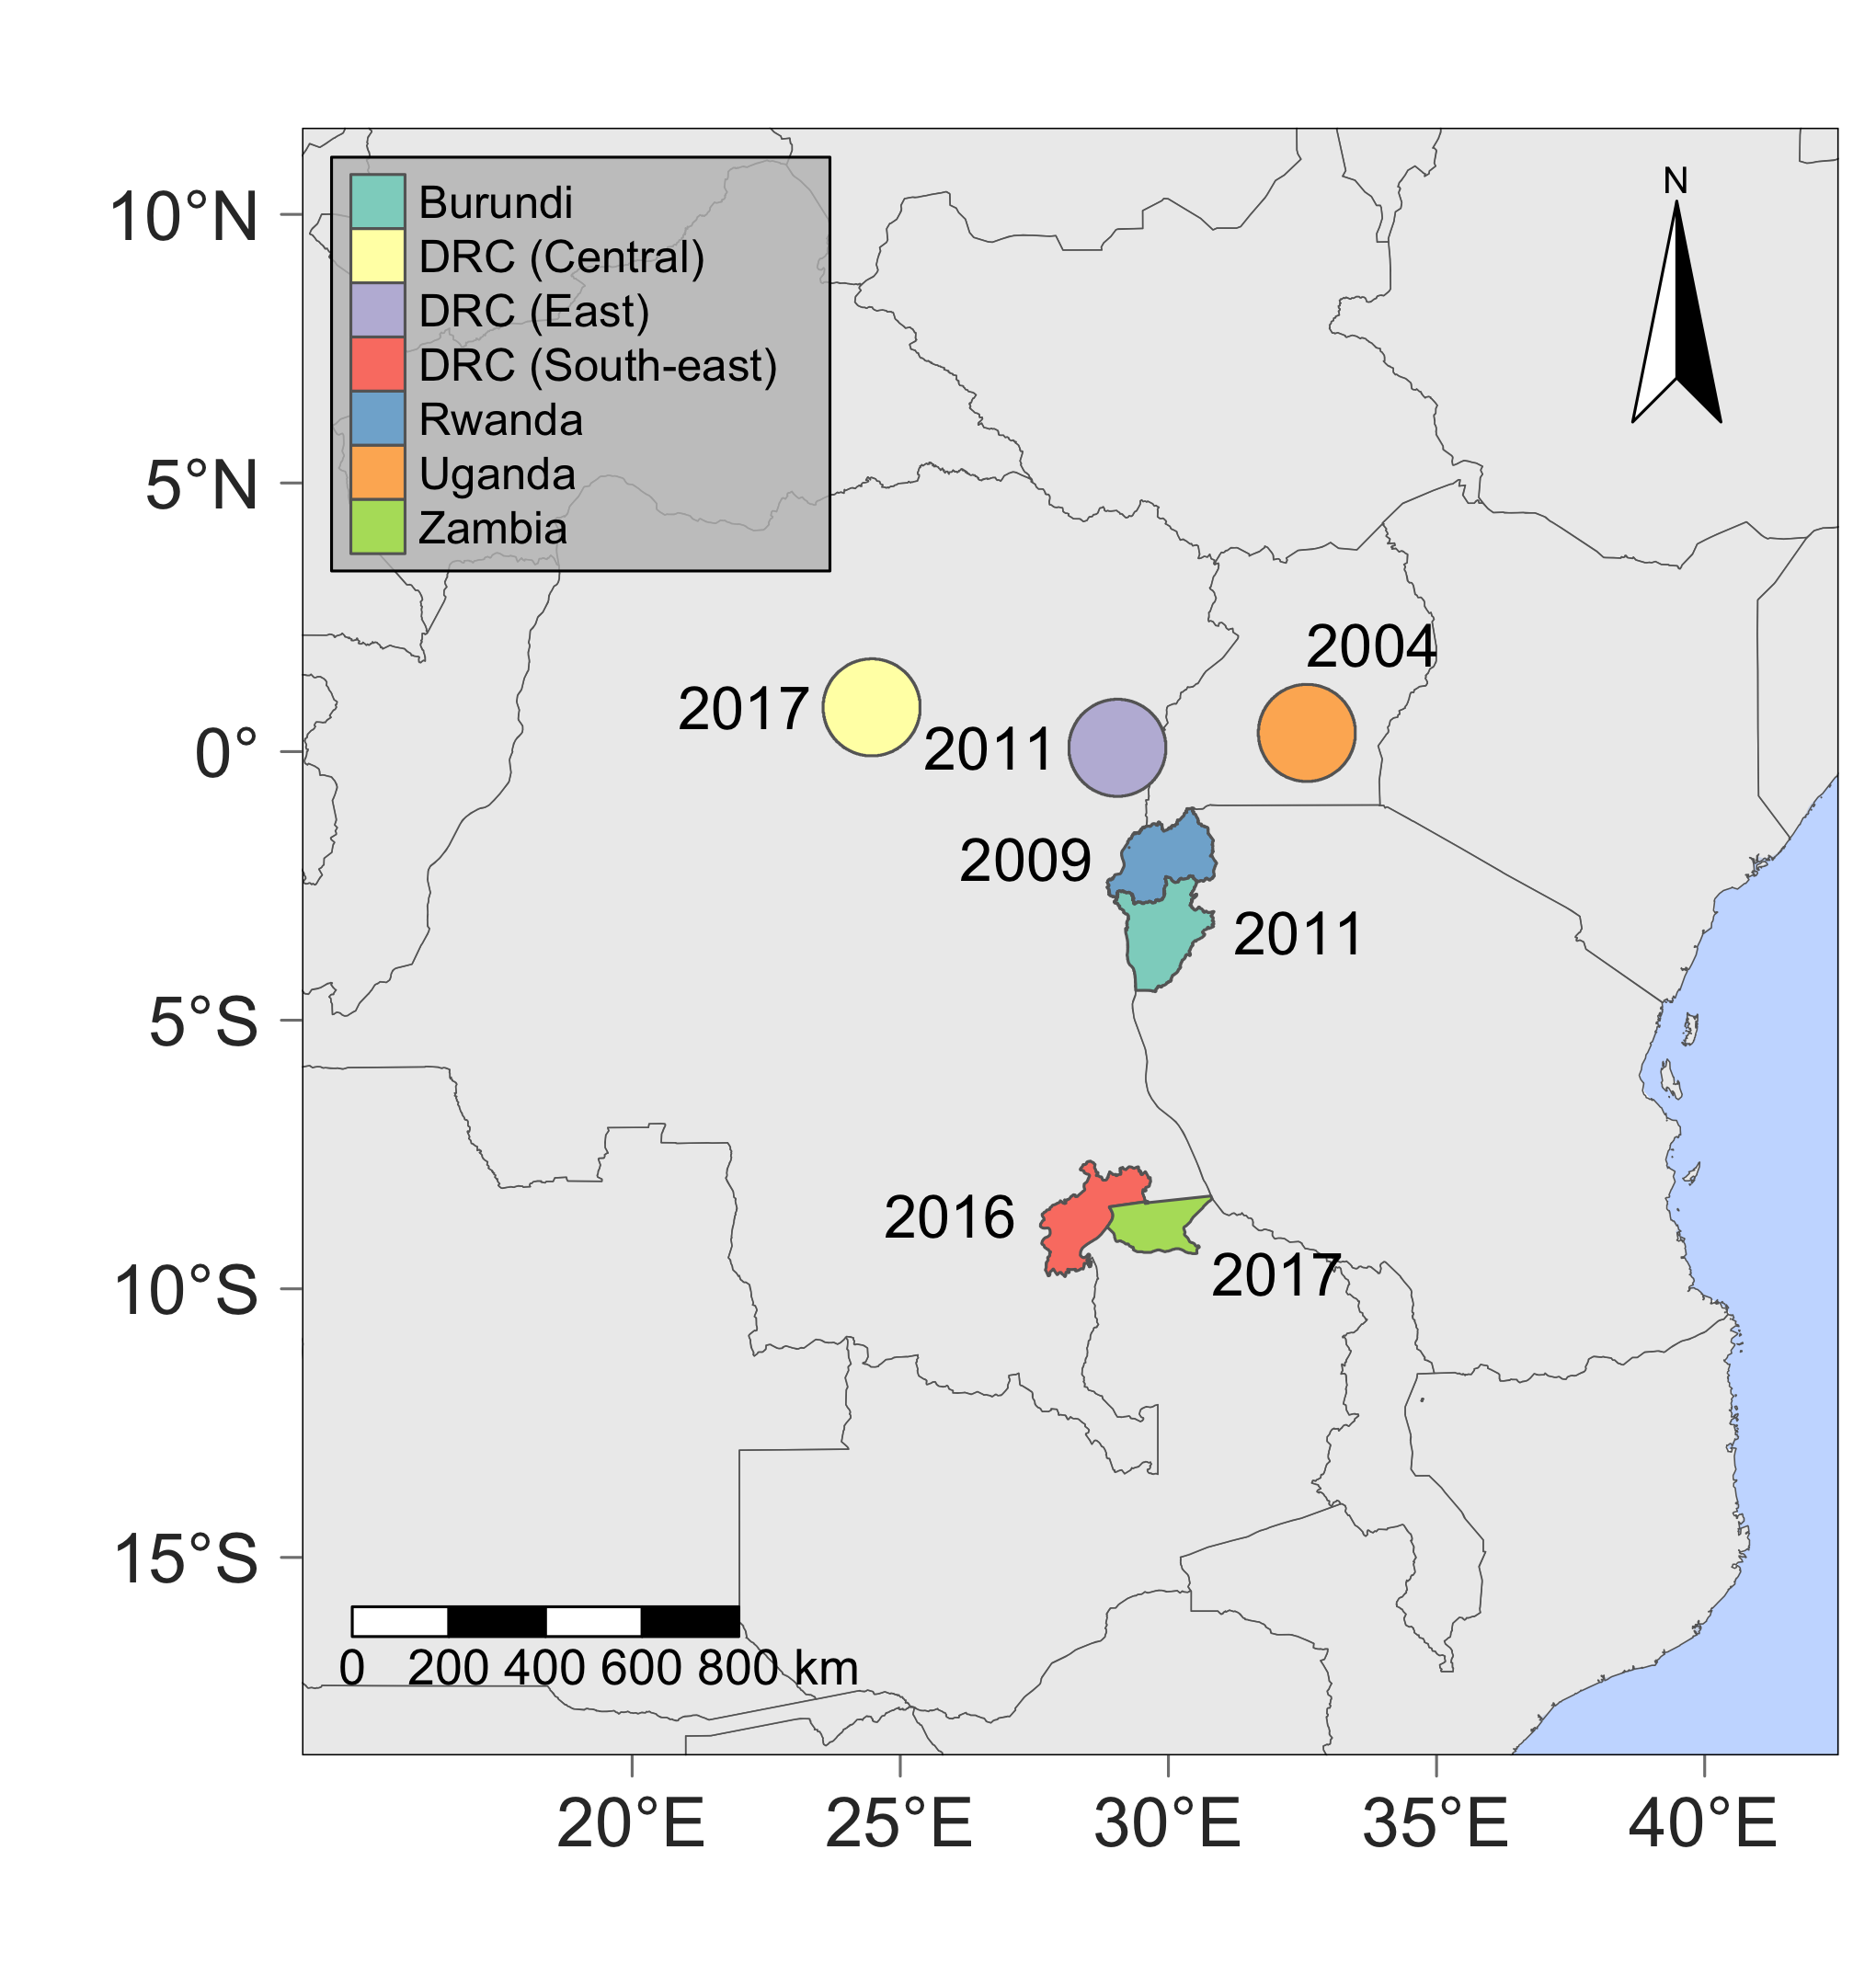 N
10°N
5°N
0°
5°S
10°S
15°S
Burundi
DRC (Central)
DRC (East)
DRC (South-east)
Rwanda
Uganda
Zambia
2004
2017
2011
2009
2011
2016
2017
0 200 400 600 800 km
20°E 25°E 30°E 35°E 40°E